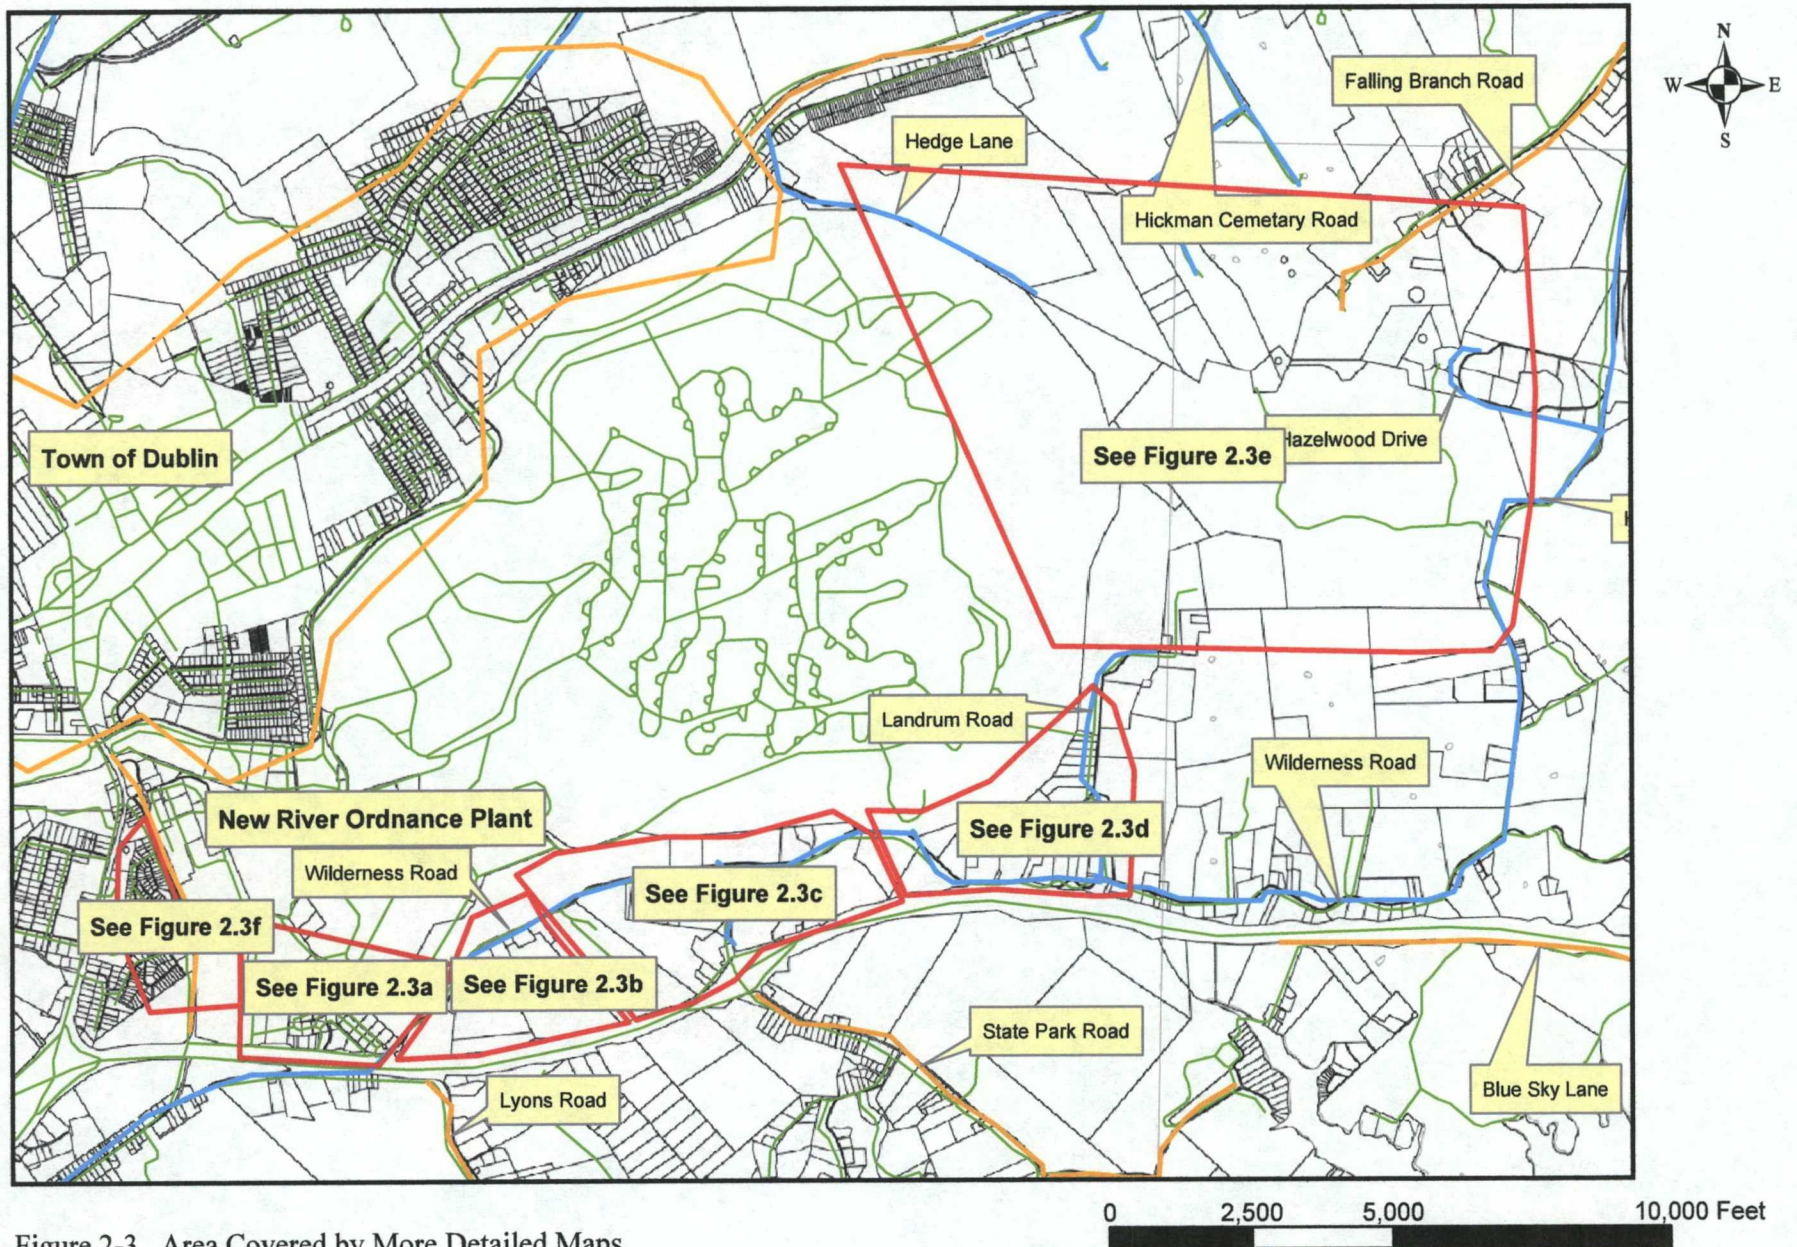 N
W E
S
Falling Branch Road
Hedge Lane
Hickman Cemetary Road
Town of Dublin
See Figure 2.3e
Hazelwood Drive
Landrum Road
Wilderness Road
New River Ordnance Plant
See Figure 2.3d
Wilderness Road
See Figure 2.3c
See Figure 2.3f
See Figure 2.3a
See Figure 2.3b
State Park Road
Lyons Road
Blue Sky Lane
0 2,500 5,000 10,000 Feet
Figure 2-3. Area Covered by More Detailed Maps